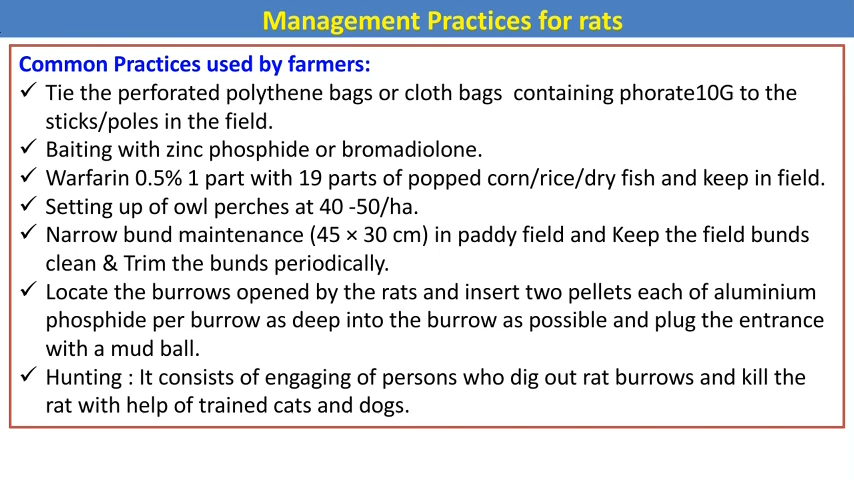 Management Practices for rats
Common Practices used by farmers:
✓ Tie the perforated polythene bags or cloth bags containing phorate10G to the
sticks/poles in the field.
✓ Baiting with zinc phosphide or bromadiolone.
✓ Warfarin 0.5% 1 part with 19 parts of popped corn/rice/dry fish and keep in field.
✓ Setting up of owl perches at 40 -50/ha.
✓ Narrow bund maintenance (45 × 30 cm) in paddy field and Keep the field bunds
clean & Trim the bunds periodically.
✓ Locate the burrows opened by the rats and insert two pellets each of aluminium
phosphide per burrow as deep into the burrow as possible and plug the entrance
with a mud ball.
✓ Hunting : It consists of engaging of persons who dig out rat burrows and kill the
rat with help of trained cats and dogs.